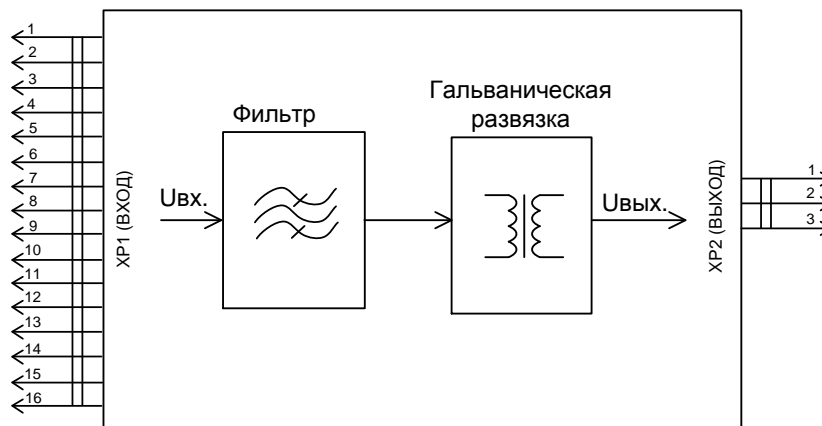 1
2
3
4
5
6
7
8
9
10
11
12
13
14
15
16
XP1 (ВХОД)
Фильтр
Uвх.
Гальваническая
развязка
Uвых.
XP2 (ВЫХОД)
1
2
3